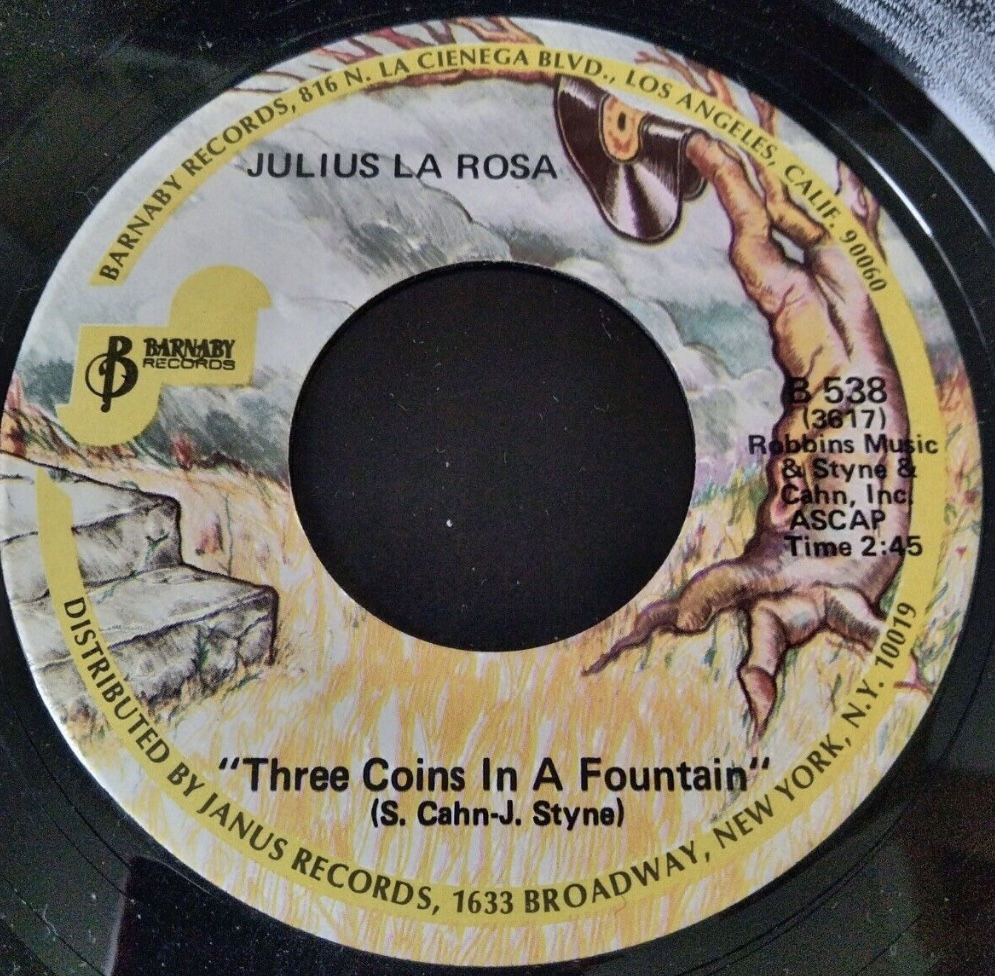 BARNABY RECORDS, 816 N. LA CIENEGA BLVD., LOS ANGELES, CALIF. 90060
JULIUS LA ROSA
B BARNABY
RECORDS
B 538
(3617)
Robbins Music
& Styne &
Cahn, Inc.
ASCAP
Time 2:45
"Three Coins In A Fountain"
(S. Cahn-J. Styne)
DISTRIBUTED BY JANUS RECORDS, 1633 BROADWAY, NEW YORK, N.Y. 10019